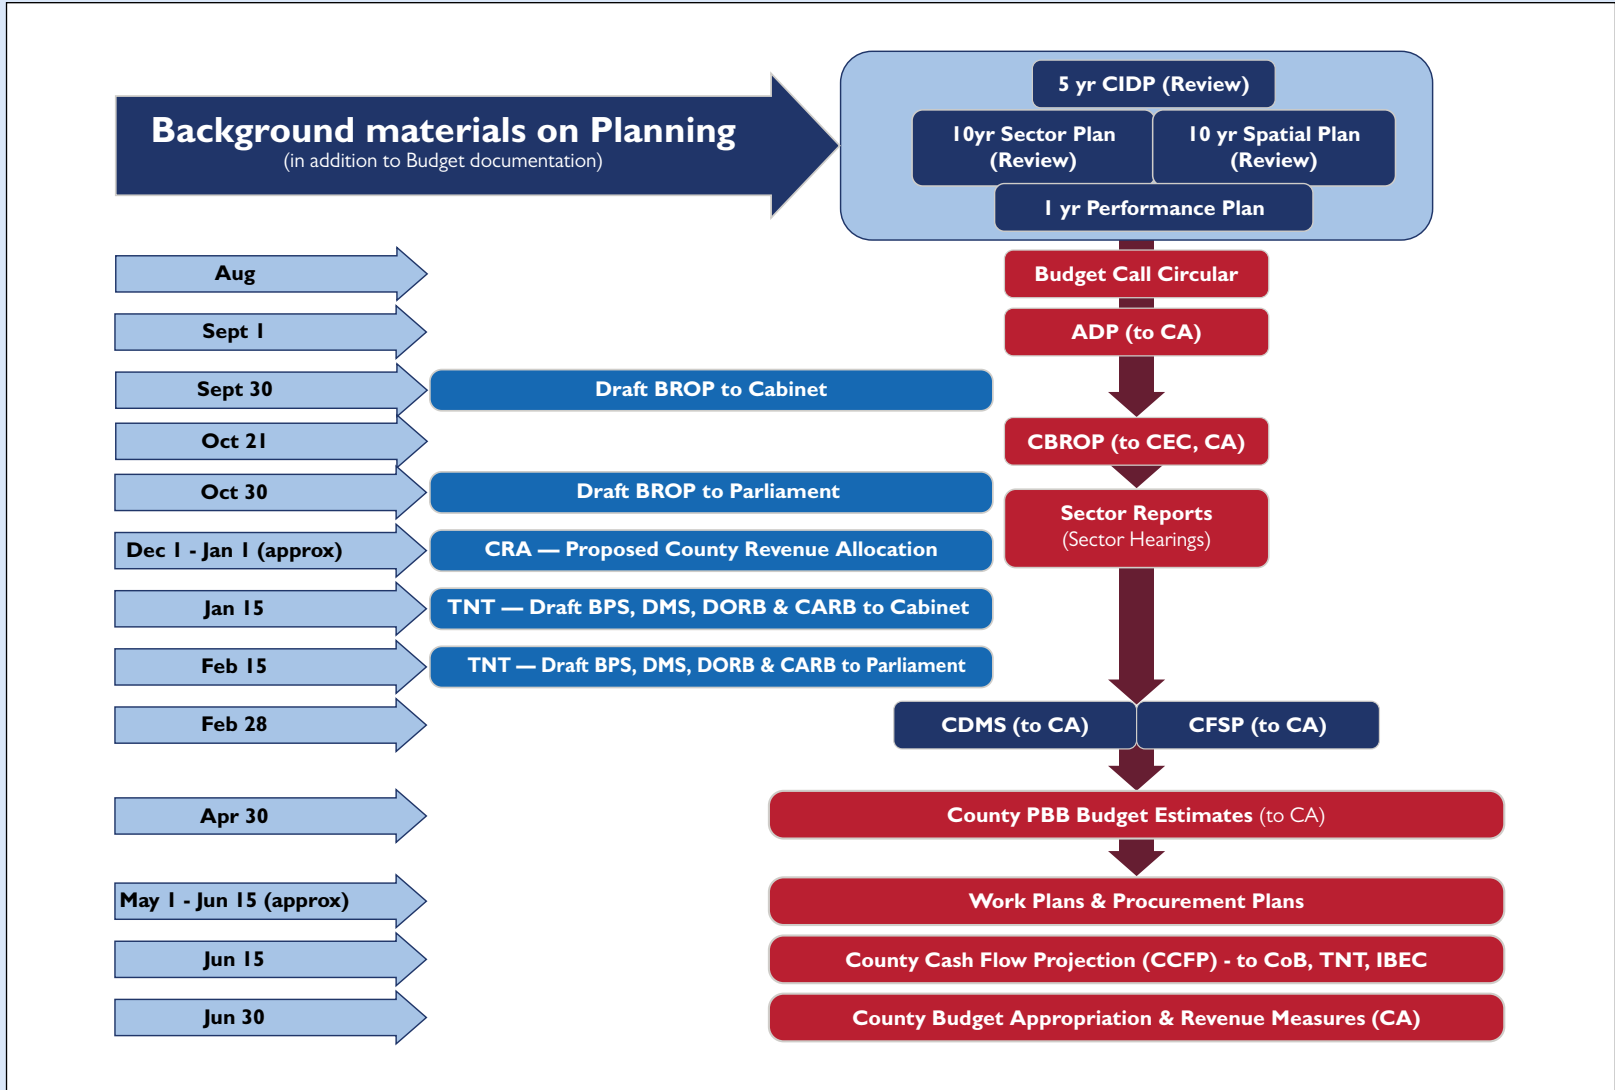 Background materials on Planning
(in addition to Budget documentation)
5 yr CIDP (Review)
10yr Sector Plan
(Review)
10 yr Spatial Plan
(Review)
1 yr Performance Plan
Aug
Budget Call Circular
Sept 1
ADP (to CA)
Sept 30
Draft BROP to Cabinet
Oct 21
CBROP (to CEC, CA)
Oct 30
Draft BROP to Parliament
Sector Reports
(Sector Hearings)
Dec 1 - Jan 1 (approx)
CRA — Proposed County Revenue Allocation
Jan 15
TNT — Draft BPS, DMS, DORB & CARB to Cabinet
Feb 15
TNT — Draft BPS, DMS, DORB & CARB to Parliament
Feb 28
CDMS (to CA)
CFSP (to CA)
Apr 30
County PBB Budget Estimates (to CA)
May 1 - Jun 15 (approx)
Work Plans & Procurement Plans
Jun 15
County Cash Flow Projection (CCFP) - to CoB, TNT, IBEC
Jun 30
County Budget Appropriation & Revenue Measures (CA)